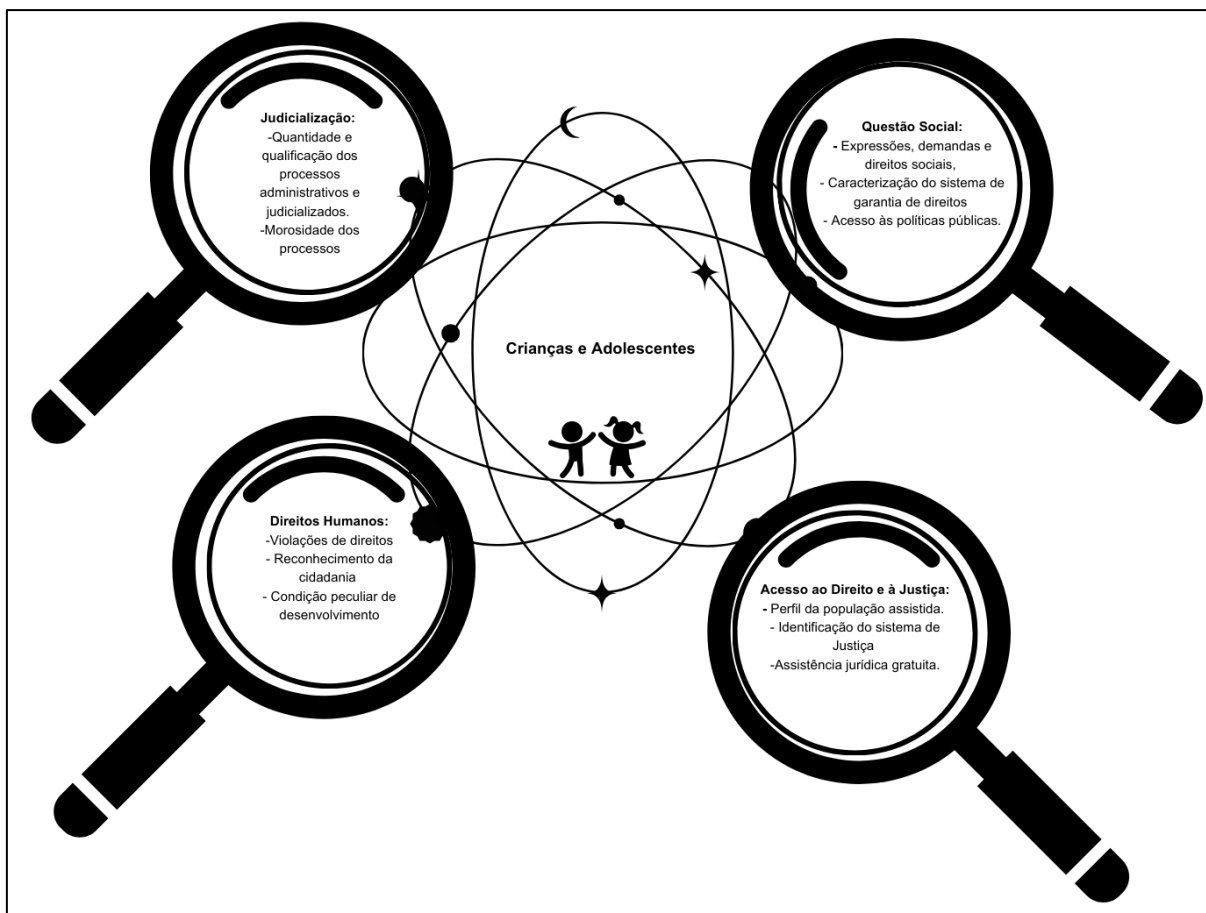 Judicialização:
-Quantidade e
qualificação dos
processos
administrativos e
judicializados.
-Morosidade dos
processos
Questão Social:
- Expressões, demandas e
direitos sociais,
- Caracterização do sistema de
garantia de direitos
- Acesso às políticas públicas.
Crianças e Adolescentes
Direitos Humanos:
-Violações de direitos
- Reconhecimento da
cidadania
- Condição peculiar de
desenvolvimento
Acesso ao Direito e à Justiça:
- Perfil da população assistida.
- Identificação do sistema de
Justiça
-Assistência jurídica gratuita.